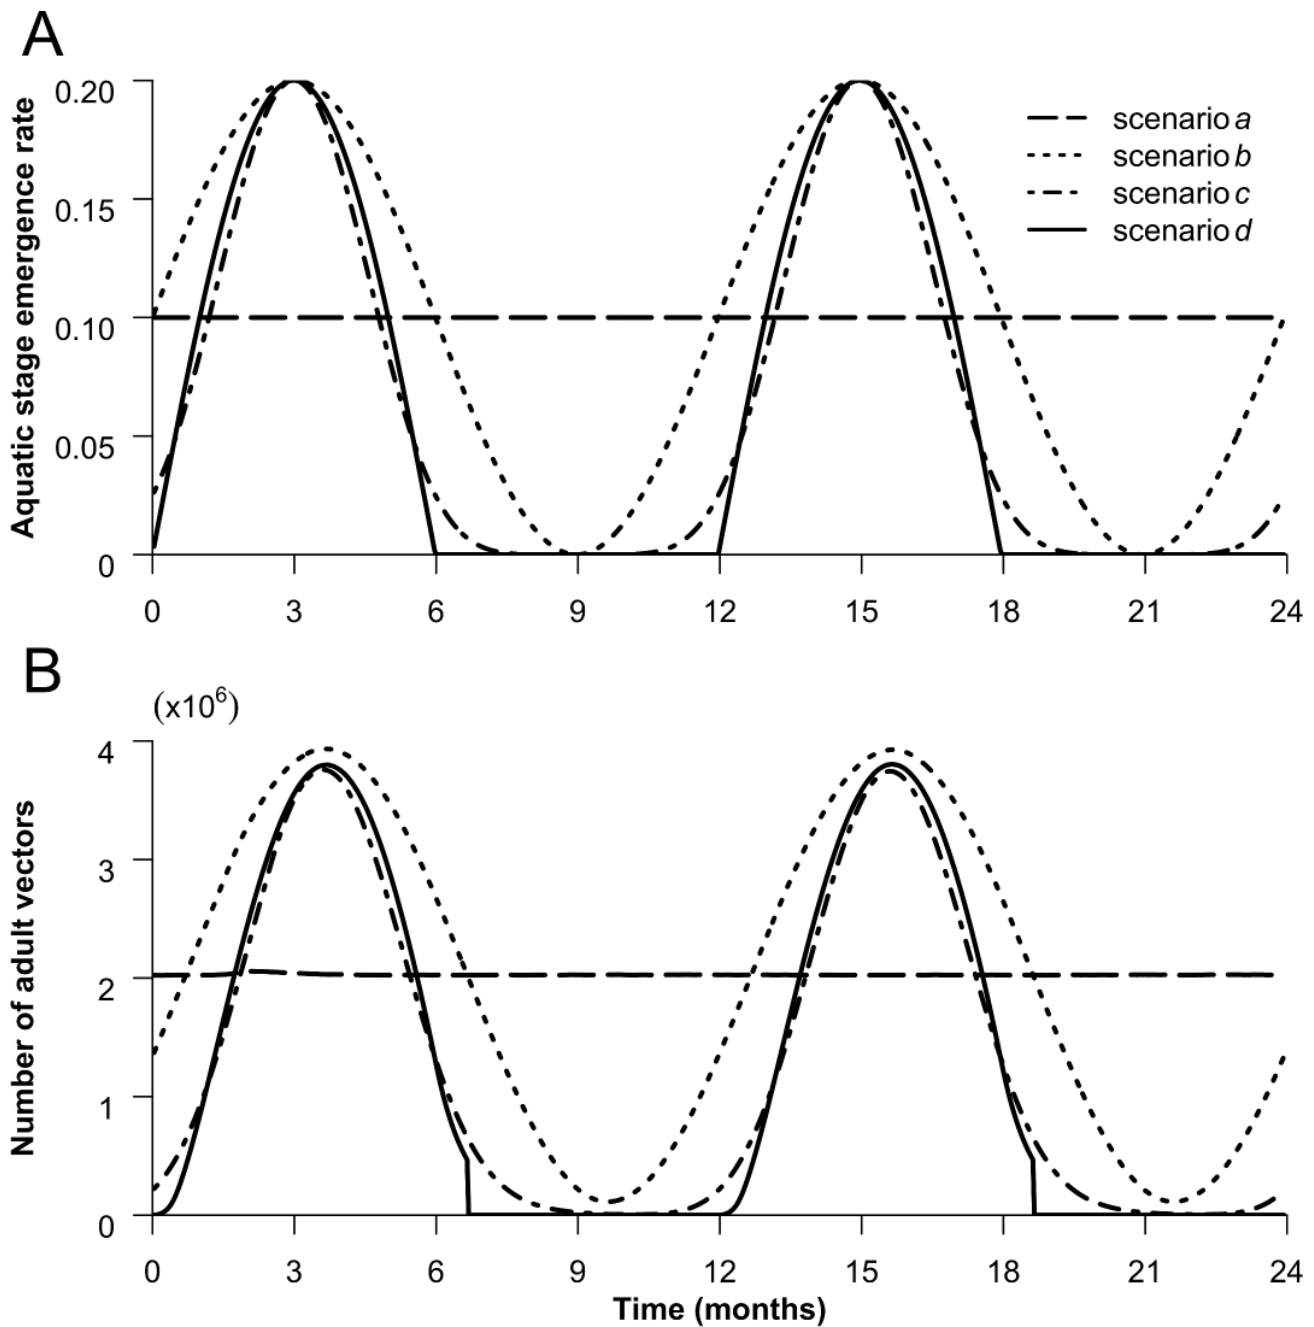 A
Aquatic stage emergence rate
0.20
0.15
0.10
0.05
0
scenario a
scenario b
scenario c
scenario d
0 3 6 9 12 15 18 21 24
B
(x10⁶)
Number of adult vectors
4
3
2
1
0
0 3 6 9 12 15 18 21 24
Time (months)